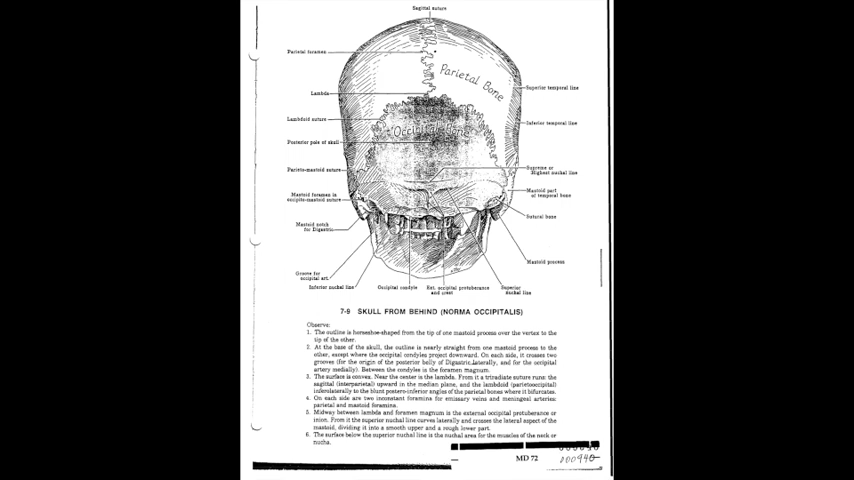 Sagittal suture
Parietal foramen
Parietal Bone
Superior temporal line
Lambda
Lambdoid suture
Inferior temporal line
Occipital Bone
Posterior pole of skull
Parieto-mastoid suture
Supreme or
Highest nuchal line
Mastoid foramen in
occipito-mastoid suture
Mastoid part
of temporal bone
Sutural bone
Mastoid notch
for Digastric
Mastoid process
Groove for
occipital art.
Inferior nuchal line
Occipital condyle
Ext. occipital protuberance
and crest
Superior
nuchal line
7-9 SKULL FROM BEHIND (NORMA OCCIPITALIS)
Observe:
1. The outline is horseshoe-shaped from the tip of one mastoid process over the vertex to the
tip of the other.
2. At the base of the skull, the outline is nearly straight from one mastoid process to the
other, except where the occipital condyles project downward. On each side, it crosses two
grooves (for the origin of the posterior belly of Digastric laterally, and for the occipital
artery medially). Between the condyles is the foramen magnum.
3. The surface is convex. Near the center is the lambda. From it a triradiate suture runs: the
sagittal (interparietal) upward in the median plane, and the lambdoid (parietooccipital)
inferolaterally to the blunt postero-inferior angles of the parietal bones where it bifurcates.
4. On each side are two inconstant foramina for emissary veins and meningeal arteries:
parietal and mastoid foramina.
5. Midway between lambda and foramen magnum is the external occipital protuberance or
inion. From it the superior nuchal line curves laterally and crosses the lateral aspect of the
mastoid, dividing it into a smooth upper and a rough lower part.
6. The surface below the superior nuchal line is the nuchal area for the muscles of the neck or
nucha.
MD 72
000940